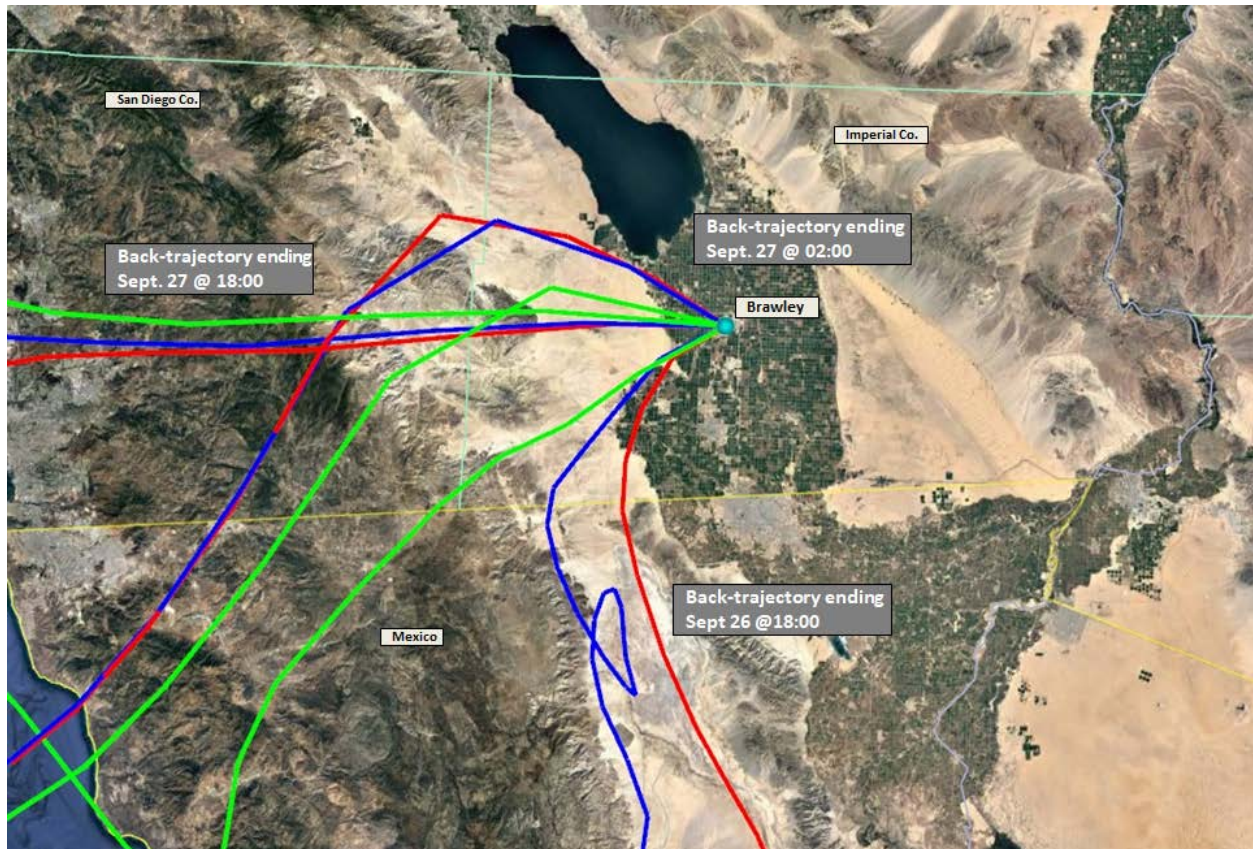 San Diego Co.
Imperial Co.
Back-trajectory ending
Sept. 27 @ 02:00
Back-trajectory ending
Sept. 27 @ 18:00
Brawley
Back-trajectory ending
Sept 26 @18:00
Mexico